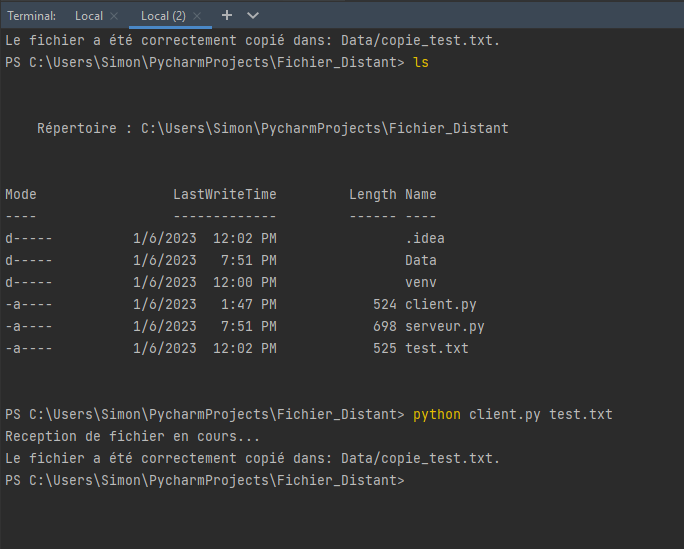 Terminal: Local × Local (2) × +
Le fichier a été correctement copié dans: Data/copie_test.txt.
PS C:\Users\Simon\PycharmProjects\Fichier_Distant> ls
Répertoire : C:\Users\Simon\PycharmProjects\Fichier_Distant
Mode LastWriteTime Length Name
---- ------------- ------ ----
d----- 1/6/2023 12:02 PM .idea
d----- 1/6/2023 7:51 PM Data
d----- 1/6/2023 12:00 PM venv
-a---- 1/6/2023 1:47 PM 524 client.py
-a---- 1/6/2023 7:51 PM 698 serveur.py
-a---- 1/6/2023 12:02 PM 525 test.txt
PS C:\Users\Simon\PycharmProjects\Fichier_Distant> python client.py test.txt
Reception de fichier en cours...
Le fichier a été correctement copié dans: Data/copie_test.txt.
PS C:\Users\Simon\PycharmProjects\Fichier_Distant>